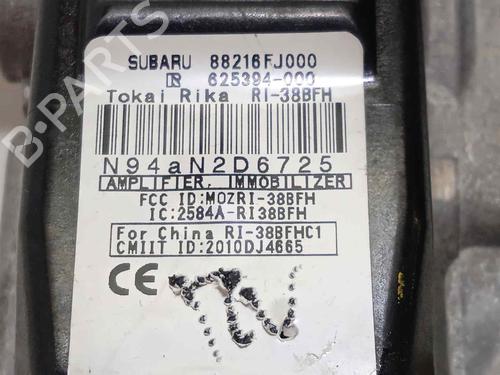 SUBARU 88216FJ000
R 625394-000
Tokai Rika RI-38BFH
N94aN2D6725
AMPLIFIER, IMMOBILIZER
FCC ID:MOZRI-38BFH
IC:2584A-RI38BFH
For China RI-38BFHC1
CMIIT ID:2010DJ4665
CE
B-Parts